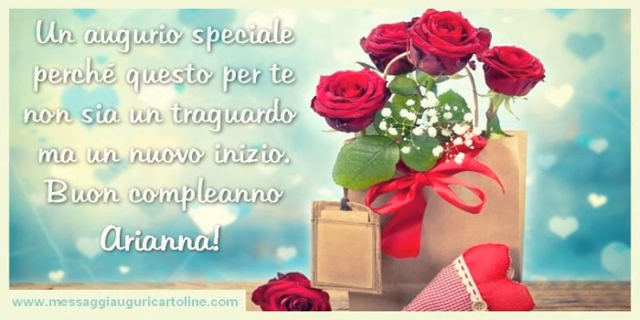 Un augurio speciale
perché questo per te
non sia un traguardo
ma un nuovo inizio.
Buon compleanno
Arianna!
www.messaggiauguricartoline.com